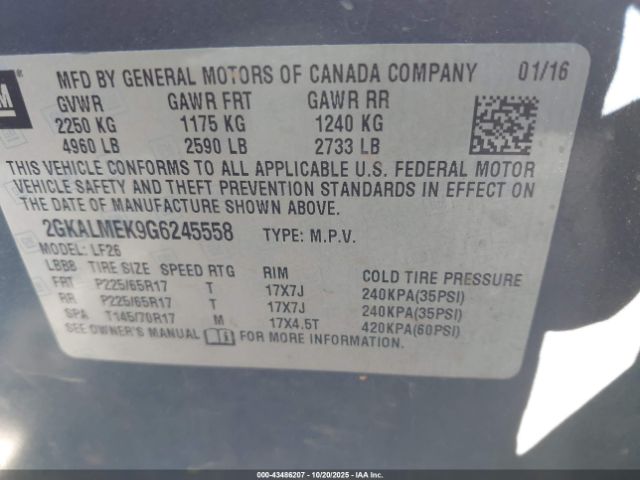 GM
MFD BY GENERAL MOTORS OF CANADA COMPANY 01/16
GVWR GAWR FRT GAWR RR
2250 KG 1175 KG 1240 KG
4960 LB 2590 LB 2733 LB
THIS VEHICLE CONFORMS TO ALL APPLICABLE U.S. FEDERAL MOTOR
VEHICLE SAFETY AND THEFT PREVENTION STANDARDS IN EFFECT ON
THE DATE OF MANUFACTURE SHOWN ABOVE.
2GKALMEK9G6245558 TYPE: M.P.V.
MODEL: LF26
LBB8 TIRE SIZE SPEED RTG RIM COLD TIRE PRESSURE
FRT P225/65R17 T 17X7J 240KPA(35PSI)
RR P225/65R17 T 17X7J 240KPA(35PSI)
SPA T145/70R17 M 17X4.5T 420KPA(60PSI)
SEE OWNER'S MANUAL FOR MORE INFORMATION.
000-43486207 - 10/20/2025 - IAAI.COM